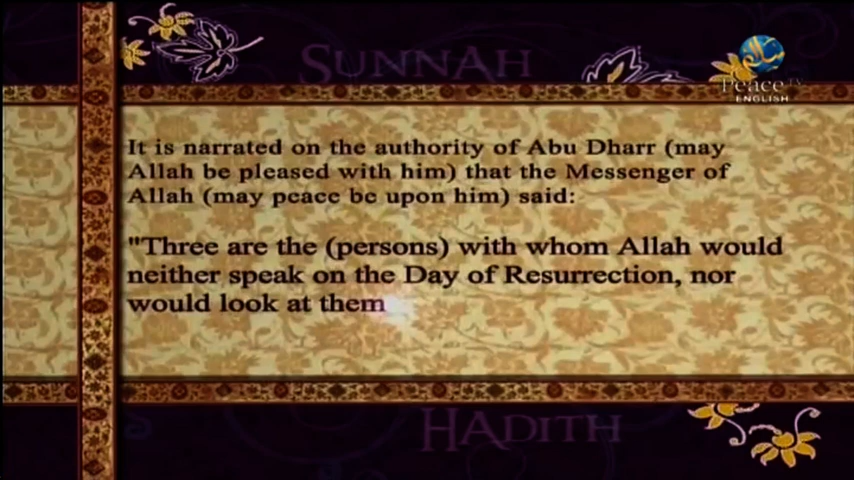 SUNNAH
Peace TV
ENGLISH
It is narrated on the authority of Abu Dharr (may
Allah be pleased with him) that the Messenger of
Allah (may peace be upon him) said:
"Three are the (persons) with whom Allah would
neither speak on the Day of Resurrection, nor
would look at them
HADITH